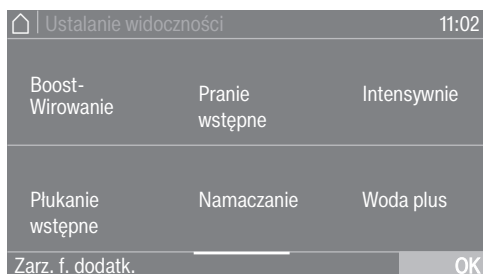 Ustalanie widoczności 11:02
Boost-
Wirowanie
Pranie
wstępne
Intensywnie
Płukanie
wstępne
Namaczanie
Woda plus
Zarz. f. dodatk. OK